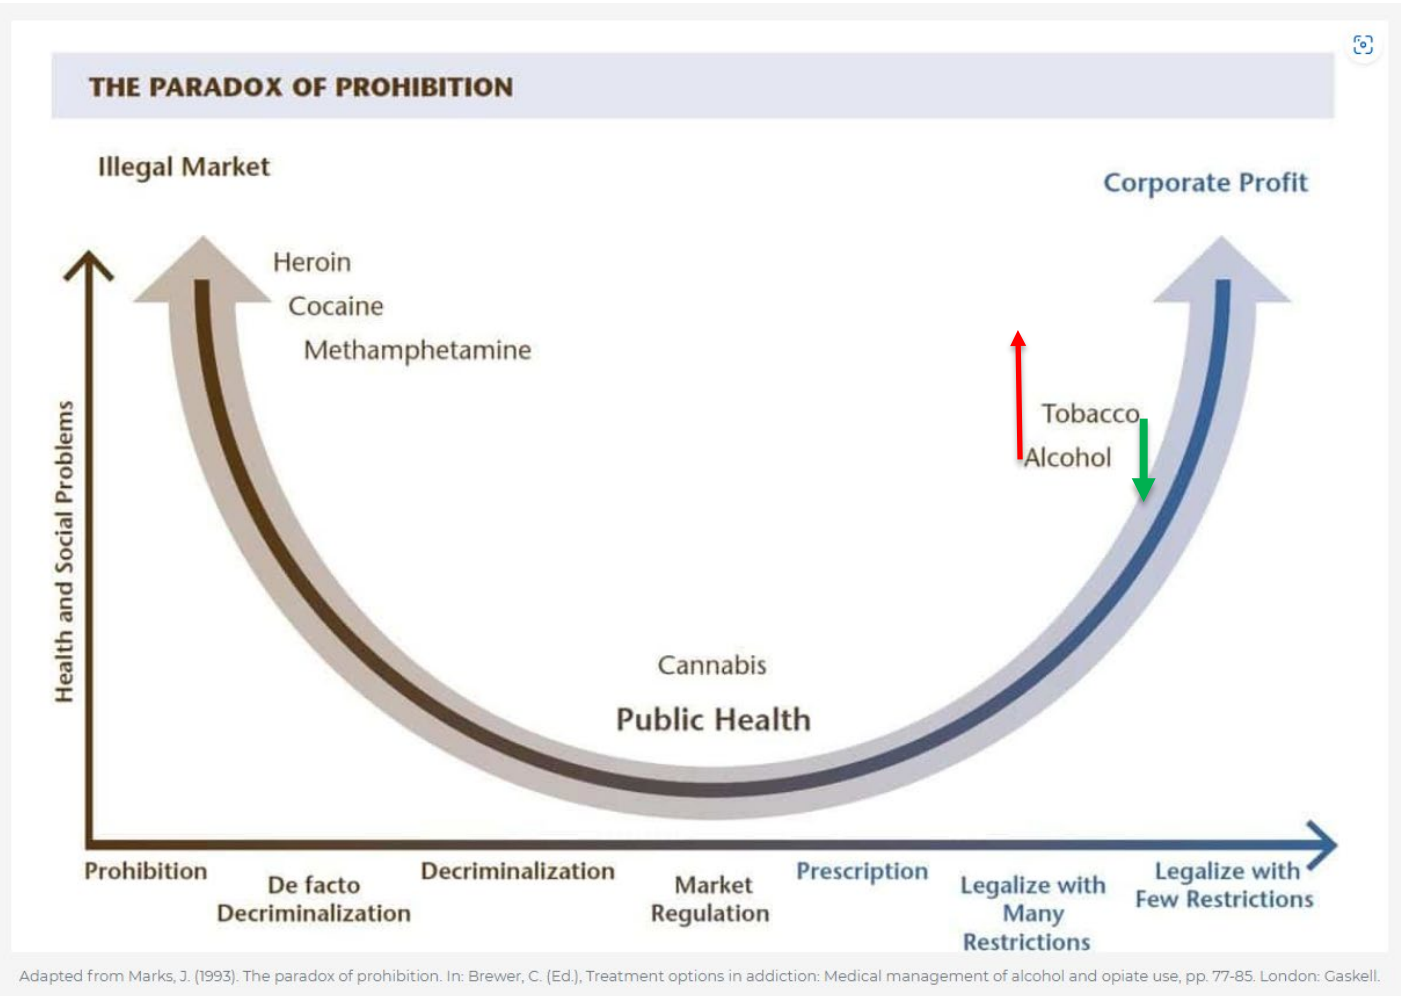 THE PARADOX OF PROHIBITION
Illegal Market
Corporate Profit
Heroin
Cocaine
Methamphetamine
Tobacco
Alcohol
Health and Social Problems
Cannabis
Public Health
Prohibition
De facto
Decriminalization
Decriminalization
Market
Regulation
Prescription
Legalize with
Many
Restrictions
Legalize with
Few Restrictions
Adapted from Marks, J. (1993). The paradox of prohibition. In: Brewer, C. (Ed.), Treatment options in addiction: Medical management of alcohol and opiate use, pp. 77-85. London: Gaskell.